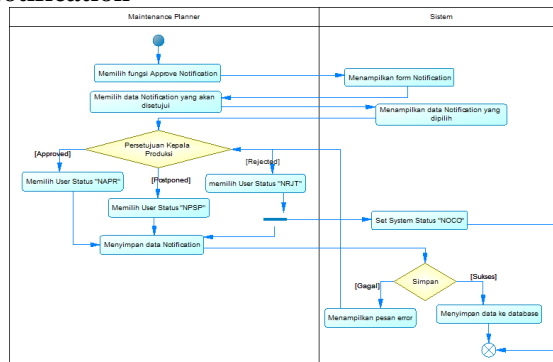 Maintenance Planner
Sistem
Memilih fungsi Approve Notification
Menampilkan form Notification
Memilih data Notification yang akan
disetujui
Menampilkan data Notification yang
dipilih
Persetujuan Kepala
Produksi
[Approved]
[Rejected]
[Postponed]
Memilih User Status "NAPR"
memilih User Status "NRJT"
Memilih User Status "NPSP"
Set System Status "NOCO"
Menyimpan data Notification
Simpan
[Gagal]
[Sukses]
Menampilkan pesan error
Menyimpan data ke database